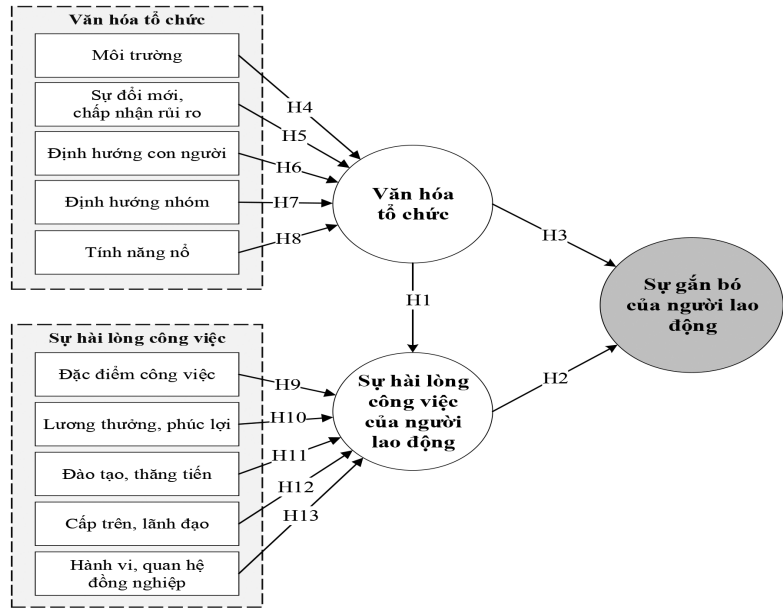 Văn hóa tổ chức
Môi trường
Sự đổi mới,
chấp nhận rủi ro
Định hướng con người
Định hướng nhóm
Tính năng nổ
H4
H5
H6
H7
H8
Văn hóa
tổ chức
H3
H1
Sự gắn bó
của người lao
động
Sự hài lòng công việc
Đặc điểm công việc
Lương thưởng, phúc lợi
Đào tạo, thăng tiến
Cấp trên, lãnh đạo
Hành vi, quan hệ
đồng nghiệp
H9
H10
H11
H12
H13
Sự hài lòng
công việc
của người
lao động
H2